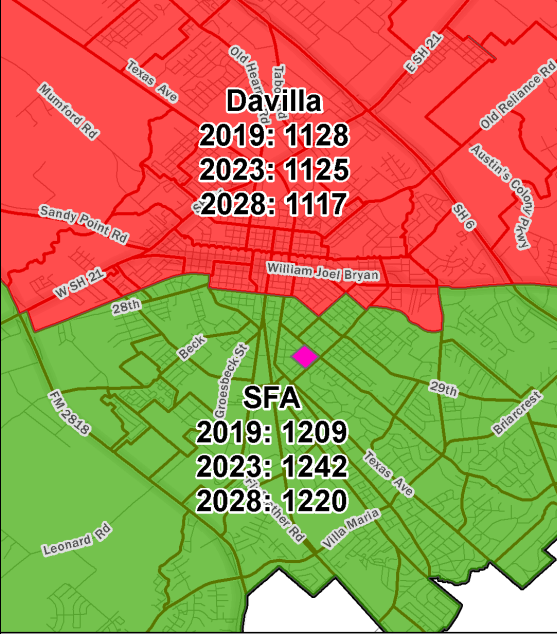 E SH 21
Old Hearn Rd
Tabo
Texas Ave
Old Reliance Rd
Mumford Rd
Davilla
2019: 1128
2023: 1125
2028: 1117
Austin's Colony Pkwy
Sandy Point Rd
SH 6
William Joel Bryan
W SH 21
28th
Beck
Groesbeck St
29th
SFA
2019: 1209
2023: 1242
2028: 1220
FM 2818
Briarcrest
Texas Ave
Rd
Villa Maria
Leonard Rd